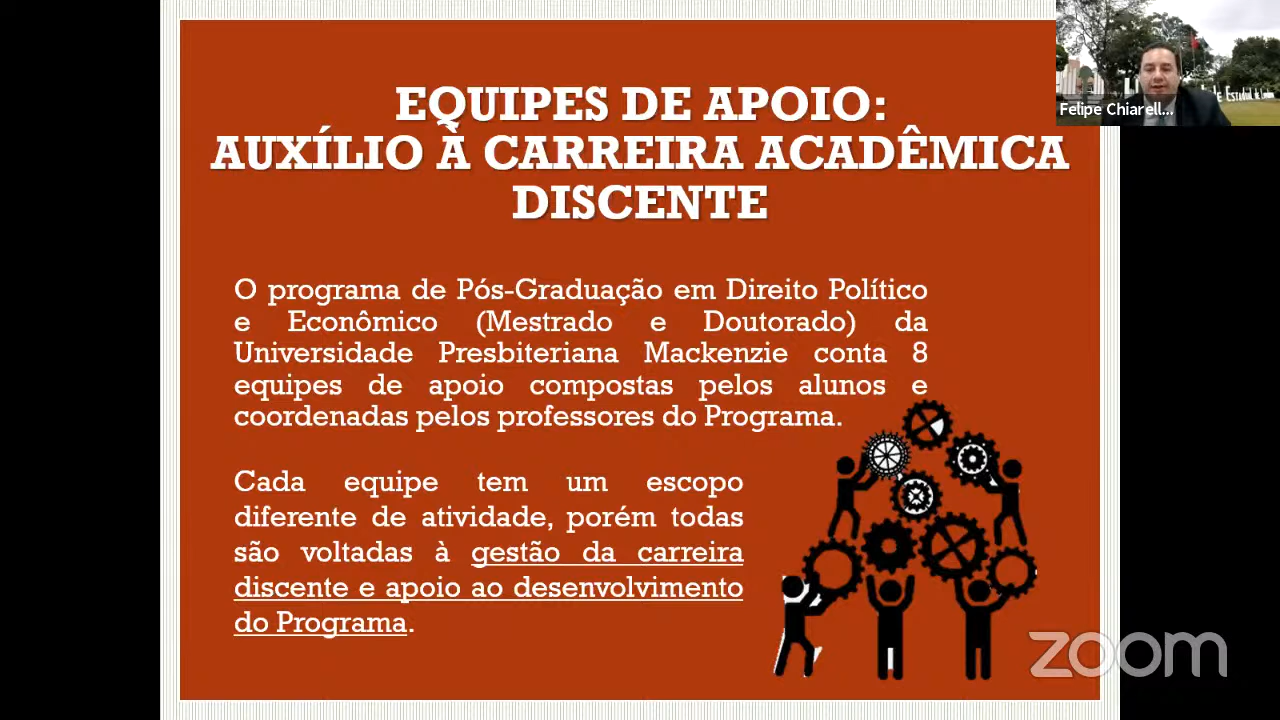 EQUIPES DE APOIO:
AUXÍLIO À CARREIRA ACADÊMICA
DISCENTE
O programa de Pós-Graduação em Direito Político
e Econômico (Mestrado e Doutorado) da
Universidade Presbiteriana Mackenzie conta 8
equipes de apoio compostas pelos alunos e
coordenadas pelos professores do Programa.
Cada equipe tem um escopo
diferente de atividade, porém todas
são voltadas à gestão da carreira
discente e apoio ao desenvolvimento
do Programa.
Felipe Chiarell...
zoom